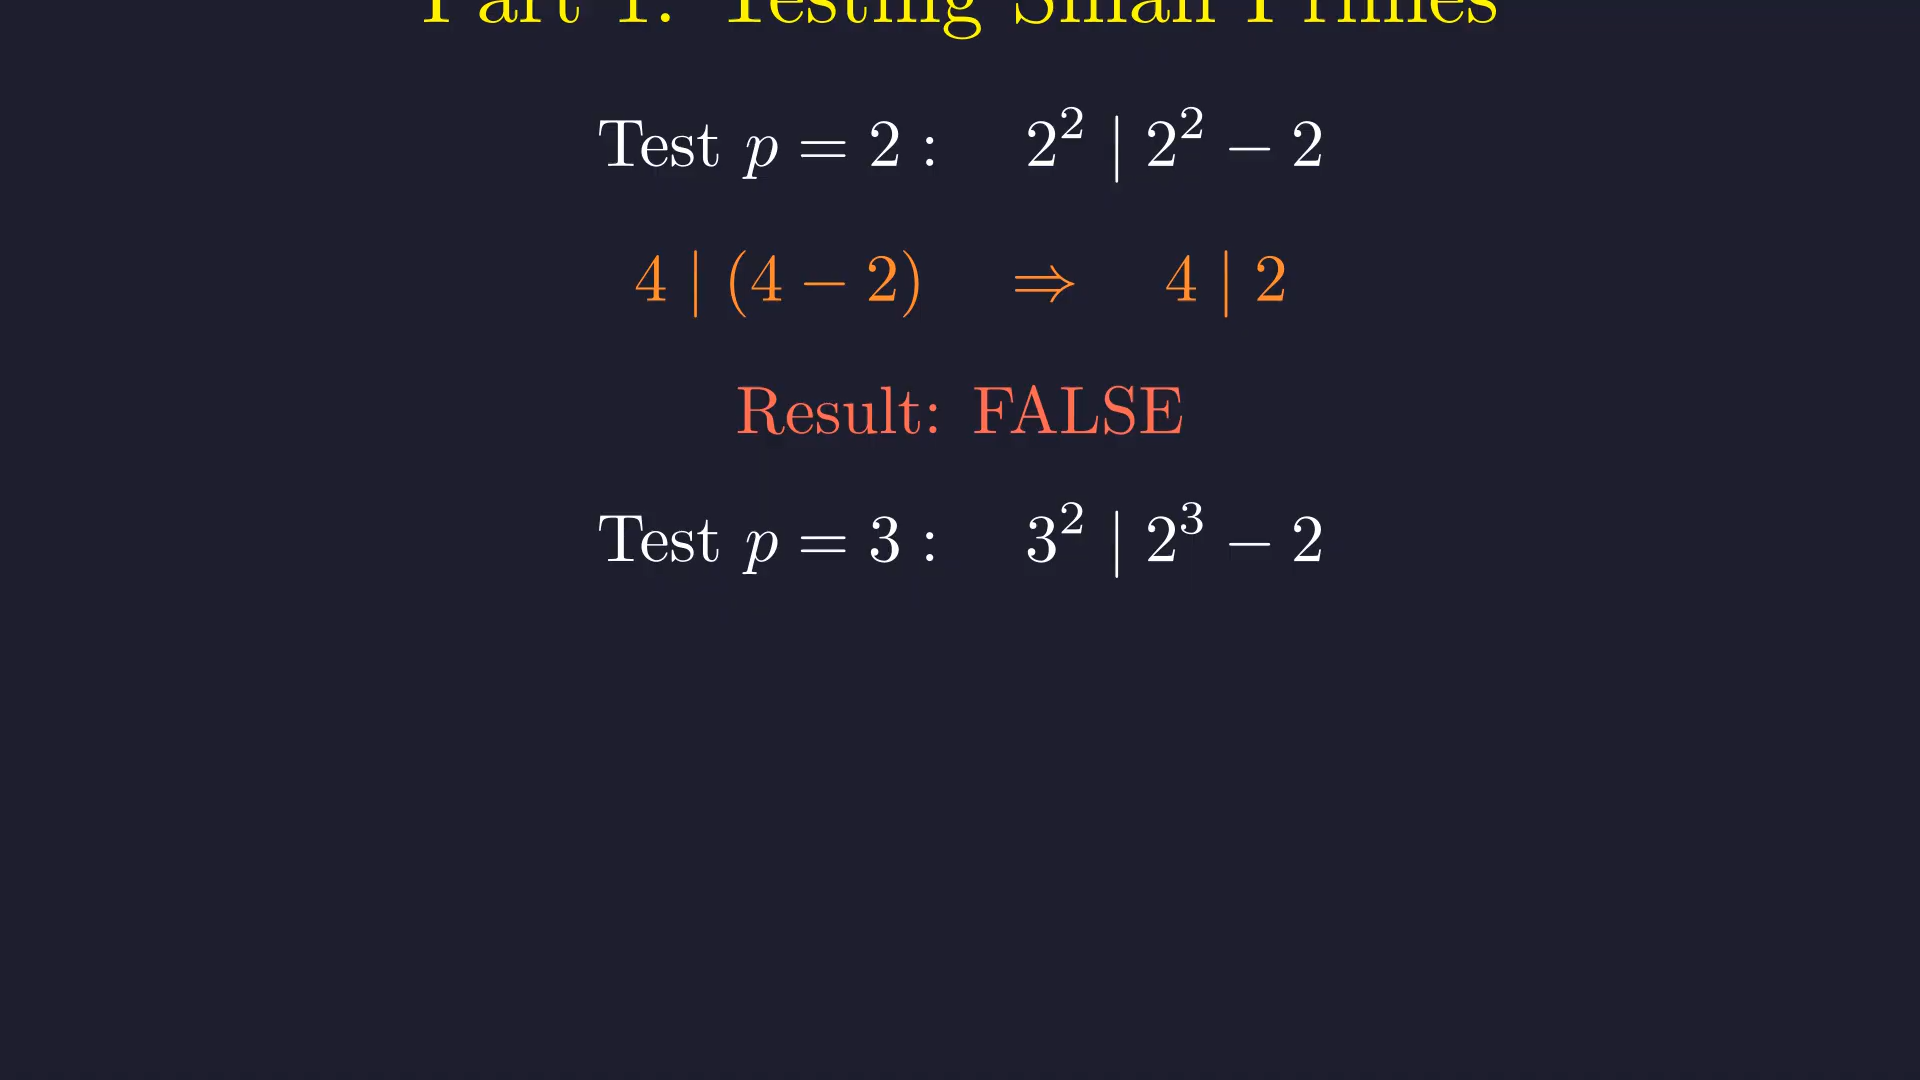 Part 1: Testing Small Primes
Test p = 2 : 2² | 2² − 2
4 | (4 − 2) ⇒ 4 | 2
Result: FALSE
Test p = 3 : 3² | 2³ − 2